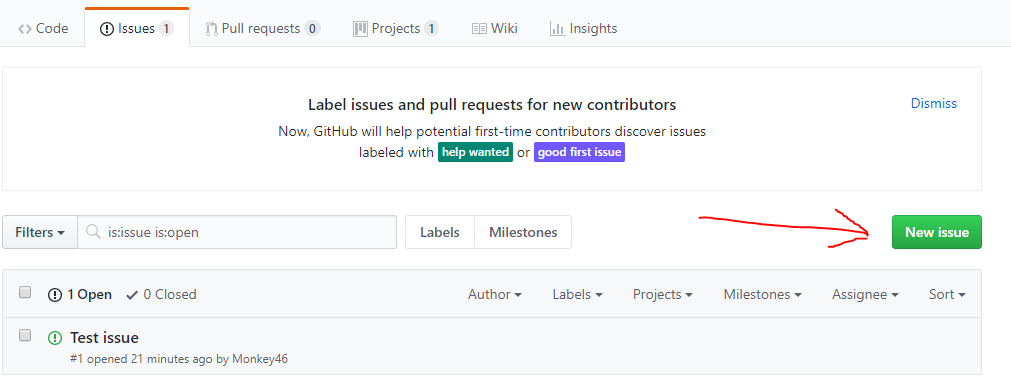 Code Issues 1 Pull requests 0 Projects 1 Wiki Insights
Label issues and pull requests for new contributors
Dismiss
Now, GitHub will help potential first-time contributors discover issues
labeled with help wanted or good first issue
Filters is:issue is:open Labels Milestones New issue
1 Open 0 Closed Author Labels Projects Milestones Assignee Sort
Test issue
#1 opened 21 minutes ago by Monkey46